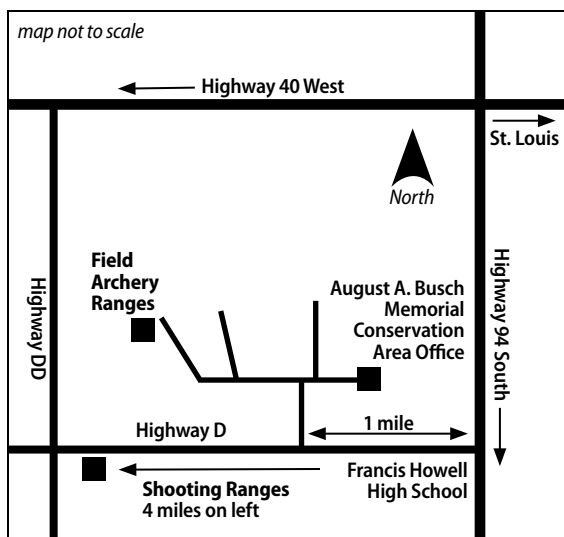 map not to scale
Highway 40 West
St. Louis
North
Field
Archery
Ranges
August A. Busch
Memorial
Conservation
Area Office
Highway DD
Highway 94 South
Highway D
1 mile
Shooting Ranges
4 miles on left
Francis Howell
High School